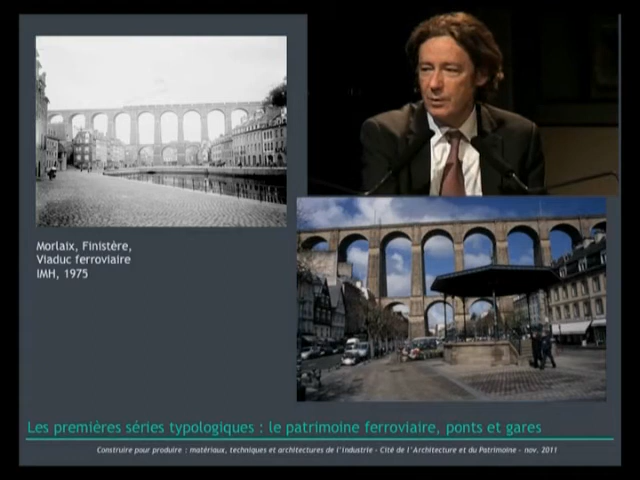 Morlaix, Finistère,
Viaduc ferroviaire
IMH, 1975
Les premières séries typologiques : le patrimoine ferroviaire, ponts et gares
Construire pour produire : matériaux, techniques et architectures de l'industrie - Cité de l'Architecture et du Patrimoine - nov. 2011